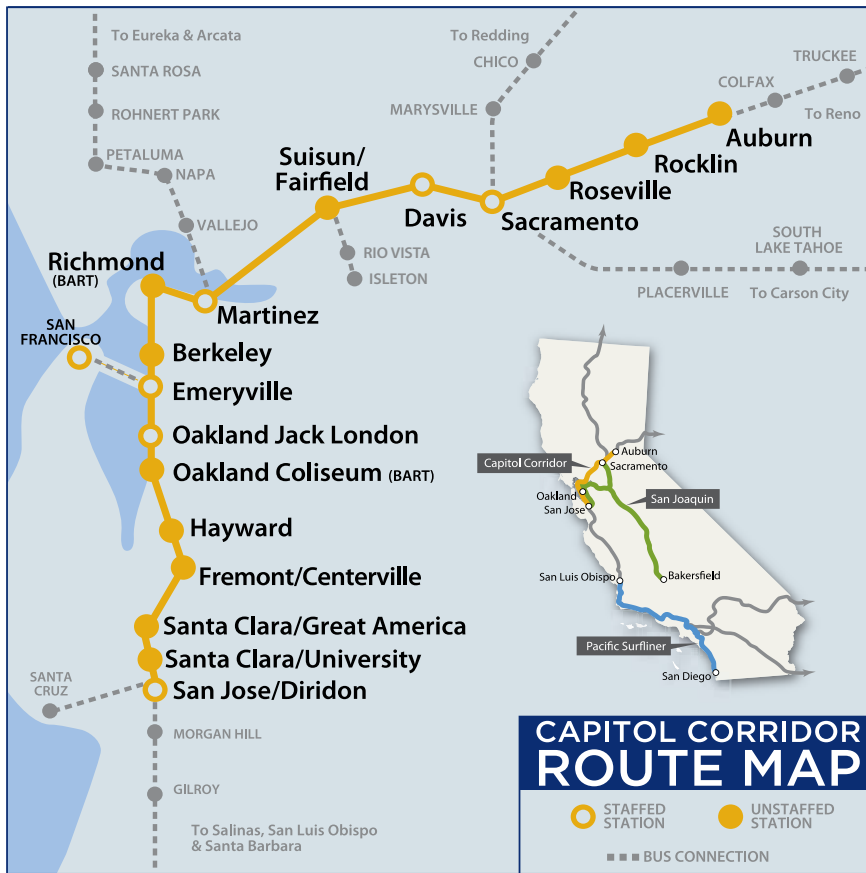 To Eureka & Arcata
SANTA ROSA
ROHNERT PARK
PETALUMA
NAPA
VALLEJO
To Redding
CHICO
MARYSVILLE
TRUCKEE
COLFAX
To Reno
Auburn
Rocklin
Roseville
Sacramento
Davis
Suisun/
Fairfield
RIO VISTA
ISLETON
SOUTH
LAKE TAHOE
PLACERVILLE
To Carson City
Richmond
(BART)
Martinez
SAN
FRANCISCO
Berkeley
Emeryville
Oakland Jack London
Oakland Coliseum (BART)
Hayward
Fremont/Centerville
Santa Clara/Great America
Santa Clara/University
San Jose/Diridon
SANTA
CRUZ
MORGAN HILL
GILROY
To Salinas, San Luis Obispo
& Santa Barbara
Auburn
Capitol Corridor
Sacramento
Oakland
San Joaquin
San Jose
San Luis Obispo
Bakersfield
Pacific Surfliner
San Diego
CAPITOL CORRIDOR
ROUTE MAP
STAFFED
STATION
UNSTAFFED
STATION
BUS CONNECTION